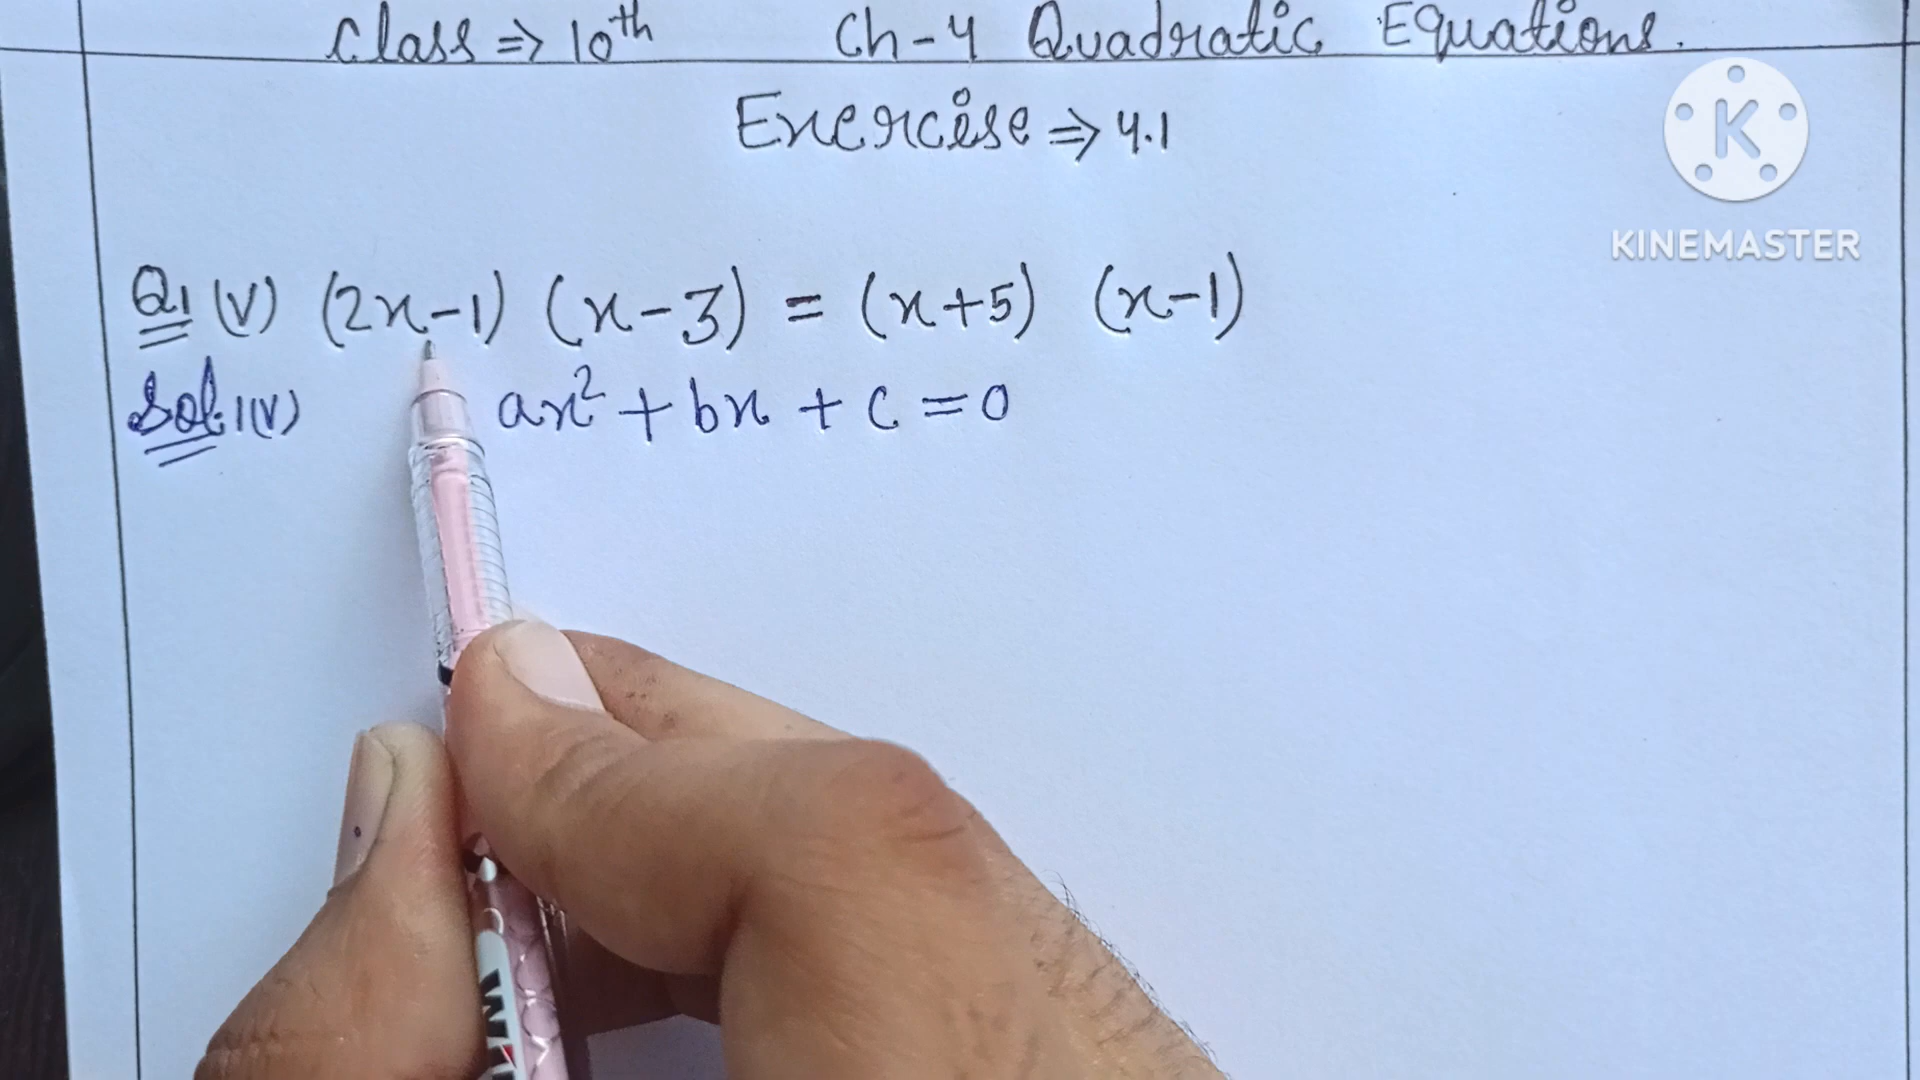 Class ⇒ 10th Ch-4 Quadratic Equations.
Exercise ⇒ 4.1
K
KINEMASTER
Q1 (V) (2x-1) (x-3) = (x+5) (x-1)
Sol. 1(V) ax² + bx + c = 0